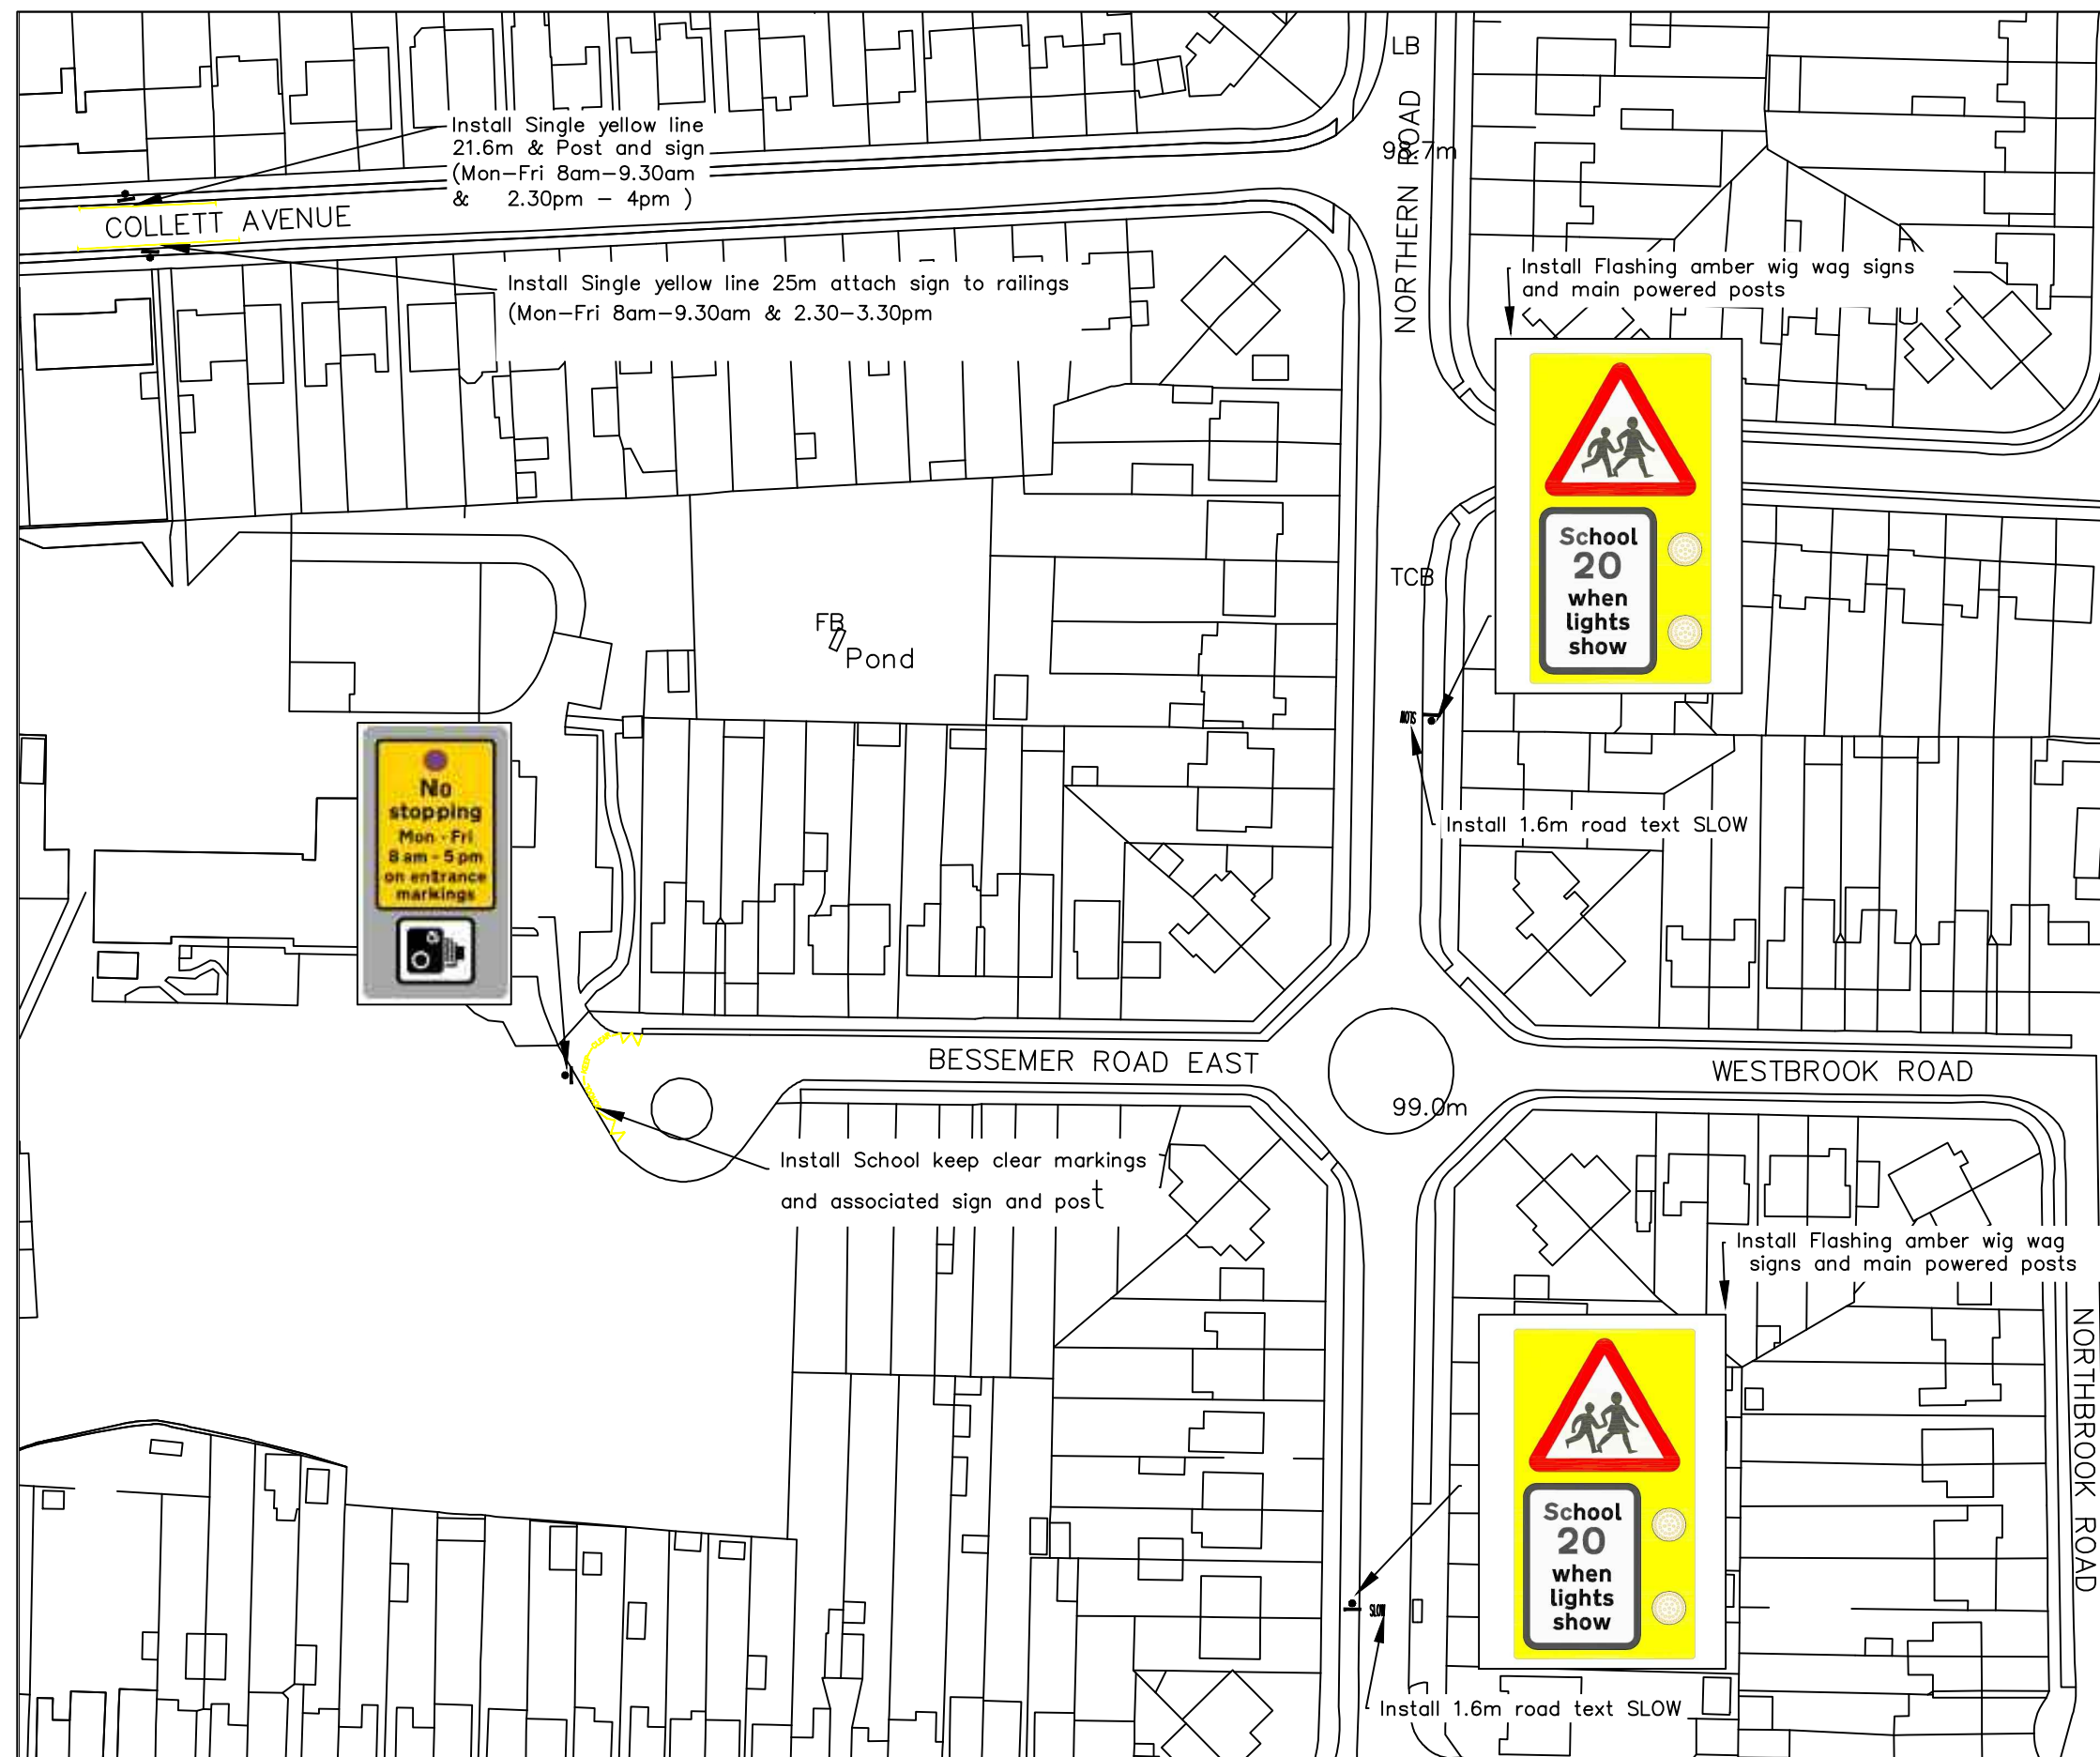 LB
NORTHERN ROAD
98.7m
Install Single yellow line
21.6m & Post and sign
(Mon-Fri 8am-9.30am
& 2.30pm - 4pm )
COLLETT AVENUE
Install Single yellow line 25m attach sign to railings
(Mon-Fri 8am-9.30am & 2.30-3.30pm
Install Flashing amber wig wag signs
and main powered posts
School
20
when
lights
show
TCB
FB
Pond
SLOW
Install 1.6m road text SLOW
No
stopping
Mon - Fri
8 am - 5 pm
on entrance
markings
BESSEMER ROAD EAST
WESTBROOK ROAD
99.0m
Install School keep clear markings
and associated sign and post
Install Flashing amber wig wag
signs and main powered posts
School
20
when
lights
show
NORTHBROOK ROAD
SLOW
Install 1.6m road text SLOW